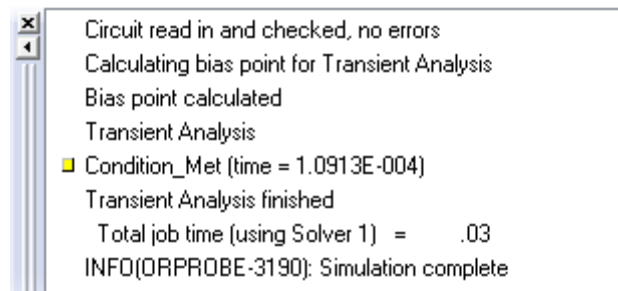 Circuit read in and checked, no errors
Calculating bias point for Transient Analysis
Bias point calculated
Transient Analysis
Condition_Met (time = 1.0913E-004)
Transient Analysis finished
Total job time (using Solver 1) = .03
INFO(ORPROBE-3190): Simulation complete